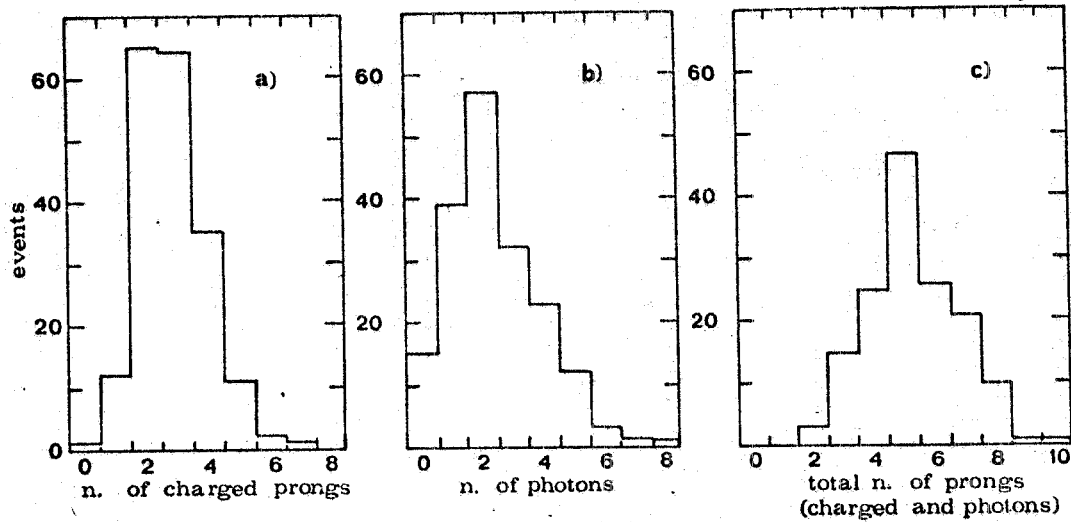 a)
60
40
20
0
events
0 2 4 6 8
n. of charged prongs
b)
60
40
20
0 2 4 6 8
n. of photons
c)
60
40
20
0 2 4 6 8 10
total n. of prongs
(charged and photons)